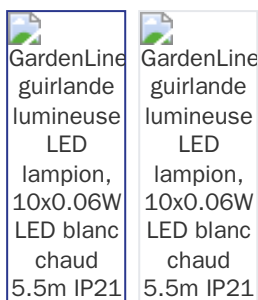 GardenLine
guirlande
lumineuse
LED
lampion,
10x0.06W
LED blanc
chaud
5.5m IP21
GardenLine
guirlande
lumineuse
LED
lampion,
10x0.06W
LED blanc
chaud
5.5m IP21